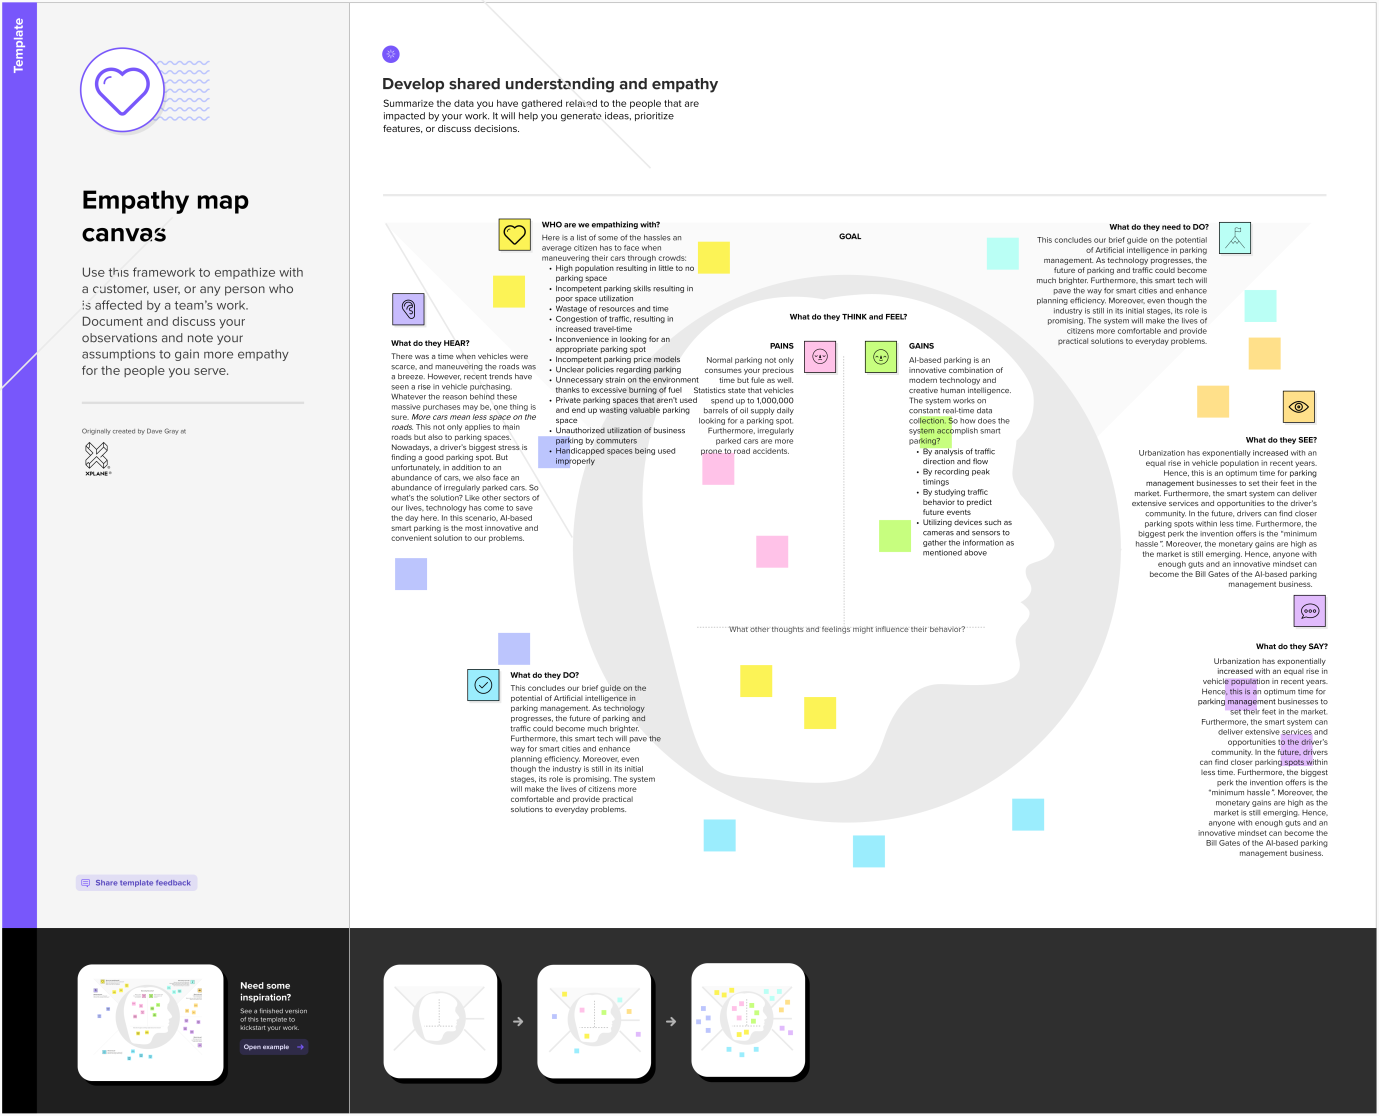 Template
Empathy map
canvas
Use this framework to empathize with
a customer, user, or any person who
is affected by a team's work.
Document and discuss your
observations and note your
assumptions to gain more empathy
for the people you serve.
Originally created by Dave Gray at
XPLANE
Share template feedback
Develop shared understanding and empathy
Summarize the data you have gathered related to the people that are
impacted by your work. It will help you generate ideas, prioritize
features, or discuss decisions.
WHO are we empathizing with?
Here is a list of some of the hassles an
average citizen has to face when
maneuvering their cars through crowds:
• High population resulting in little to no
parking space
• Incompetent parking skills resulting in
poor space utilization
• Wastage of resources and time
• Congestion of traffic, resulting in
increased travel-time
• Inconvenience in looking for an
appropriate parking spot
• Incompetent parking price models
• Unclear policies regarding parking
• Unnecessary strain on the environment
thanks to excessive burning of fuel
• Private parking spaces that aren't used
and end up wasting valuable parking
space
• Unauthorized utilization of business
parking by commuters
• Handicapped spaces being used
improperly
What do they HEAR?
There was a time when vehicles were
scarce, and maneuvering the roads was
a breeze. However, recent trends have
seen a rise in vehicle purchasing.
Whatever the reason behind these
massive purchases may be, one thing is
sure. More cars mean less space on the
roads. This not only applies to main
roads but also to parking spaces.
Nowadays, a driver's biggest stress is
finding a good parking spot. But
unfortunately, in addition to an
abundance of cars, we also face an
abundance of irregularly parked cars. So
what's the solution? Like other sectors of
our lives, technology has come to save
the day here. In this scenario, AI-based
smart parking is the most innovative and
convenient solution to our problems.
GOAL
What do they THINK and FEEL?
PAINS
Normal parking not only
consumes your precious
time but fule as well.
Statistics state that vehicles
spend up to 1,000,000
barrels of oil supply daily
looking for a parking spot.
Furthermore, irregularly
parked cars are more
prone to road accidents.
GAINS
AI-based parking is an
innovative combination of
modern technology and
creative human intelligence.
The system works on
constant real-time data
collection. So how does the
system accomplish smart
parking?
• By analysis of traffic
direction and flow
• By recording peak
timings
• By studying traffic
behavior to predict
future events
• Utilizing devices such as
cameras and sensors to
gather the information as
mentioned above
What other thoughts and feelings might influence their behavior?
What do they need to DO?
This concludes our brief guide on the potential
of Artificial intelligence in parking
management. As technology progresses, the
future of parking and traffic could become
much brighter. Furthermore, this smart tech will
pave the way for smart cities and enhance
planning efficiency. Moreover, even though the
industry is still in its initial stages, its role is
promising. The system will make the lives of
citizens more comfortable and provide
practical solutions to everyday problems.
What do they SEE?
Urbanization has exponentially increased with an
equal rise in vehicle population in recent years.
Hence, this is an optimum time for parking
management businesses to set their feet in the
market. Furthermore, the smart system can deliver
extensive services and opportunities to the driver's
community. In the future, drivers can find closer
parking spots within less time. Furthermore, the
biggest perk the invention offers is the "minimum
hassle". Moreover, the monetary gains are high as
the market is still emerging. Hence, anyone with
enough guts and an innovative mindset can
become the Bill Gates of the AI-based parking
management business.
What do they SAY?
Urbanization has exponentially
increased with an equal rise in
vehicle population in recent years.
Hence, this is an optimum time for
parking management businesses to
set their feet in the market.
Furthermore, the smart system can
deliver extensive services and
opportunities to the driver's
community. In the future, drivers
can find closer parking spots within
less time. Furthermore, the biggest
perk the invention offers is the
"minimum hassle". Moreover, the
monetary gains are high as the
market is still emerging. Hence,
anyone with enough guts and an
innovative mindset can become the
Bill Gates of the AI-based parking
management business.
What do they DO?
This concludes our brief guide on the
potential of Artificial intelligence in
parking management. As technology
progresses, the future of parking and
traffic could become much brighter.
Furthermore, this smart tech will pave the
way for smart cities and enhance
planning efficiency. Moreover, even
though the industry is still in its initial
stages, its role is promising. The system
will make the lives of citizens more
comfortable and provide practical
solutions to everyday problems.
Need some
inspiration?
See a finished version
of this template to
kickstart your work.
Open example